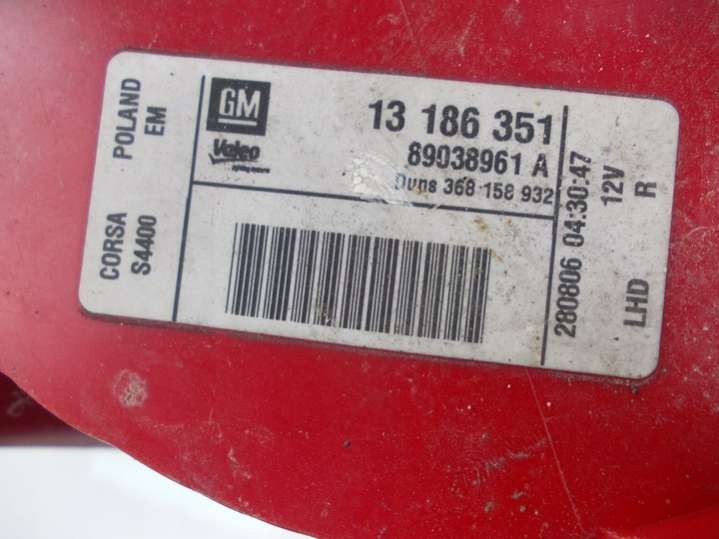 GM
Valeo
13 186 351
89038961 A
Duns 368 158 932
POLAND
EM
CORSA
S4400
280806 04:30:47
12V
R
LHD